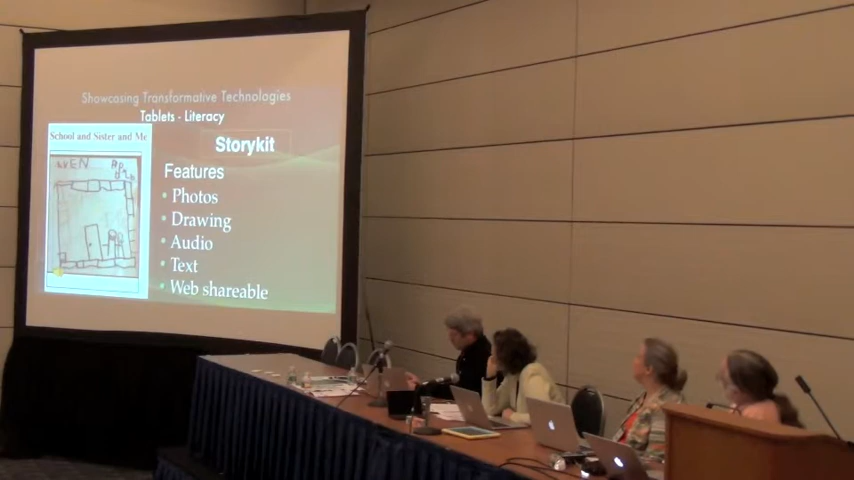 Showcasing Transformative Technologies
Tablets - Literacy
School and Sister and Me
Storykit
Features
• Photos
• Drawing
• Audio
• Text
• Web shareable